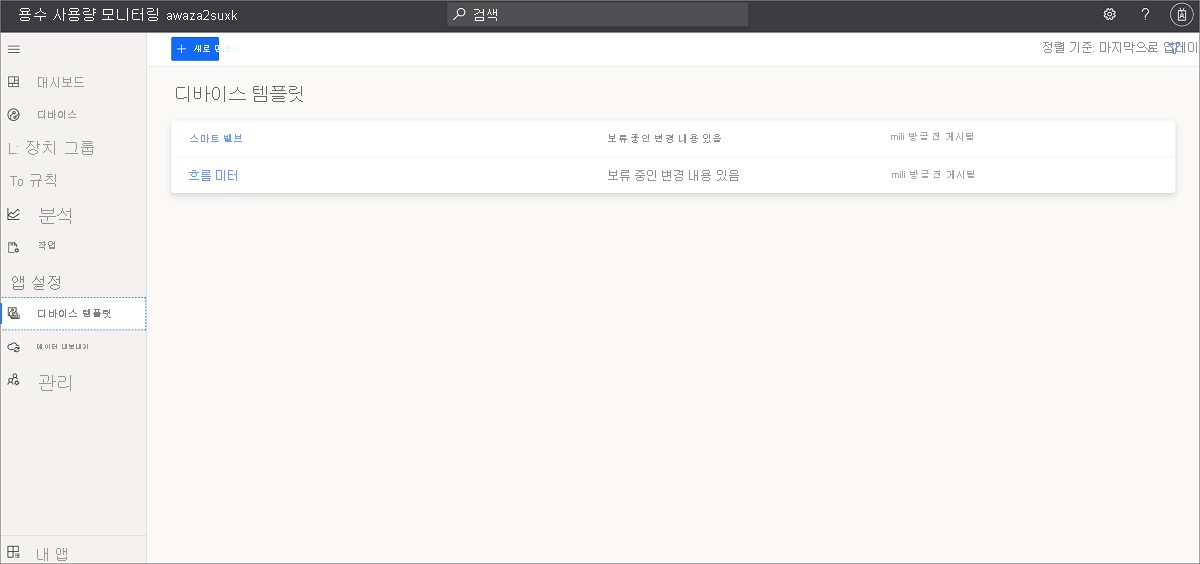 용수 사용량 모니터링 awaza2suxk
검색
?
새로 만
정렬 기준: 마지막으로 업레이
대시보드
디바이스
L: 장치 그룹
To 규칙
분석
작업
앱 설정
디바이스 템플릿
데이터 내보내기
관리
내 앱
디바이스 템플릿
스마트 밸브
보류 중인 변경 내용 있음
mili 방금 전 게시됨
흐름 미터
보류 중인 변경 내용 있음
mili 방금 전 게시됨